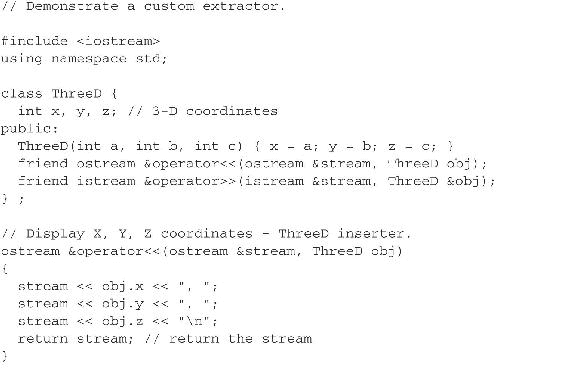 // Demonstrate a custom extractor.
#include <iostream>
using namespace std;
class ThreeD {
int x, y, z; // 3-D coordinates
public:
ThreeD(int a, int b, int c) { x = a; y = b; z = c; }
friend ostream &operator<<(ostream &stream, ThreeD obj);
friend istream &operator>>(istream &stream, ThreeD &obj);
} ;
// Display X, Y, Z coordinates - ThreeD inserter.
ostream &operator<<(ostream &stream, ThreeD obj)
{
stream << obj.x << ", ";
stream << obj.y << ", ";
stream << obj.z << "\n";
return stream; // return the stream
}